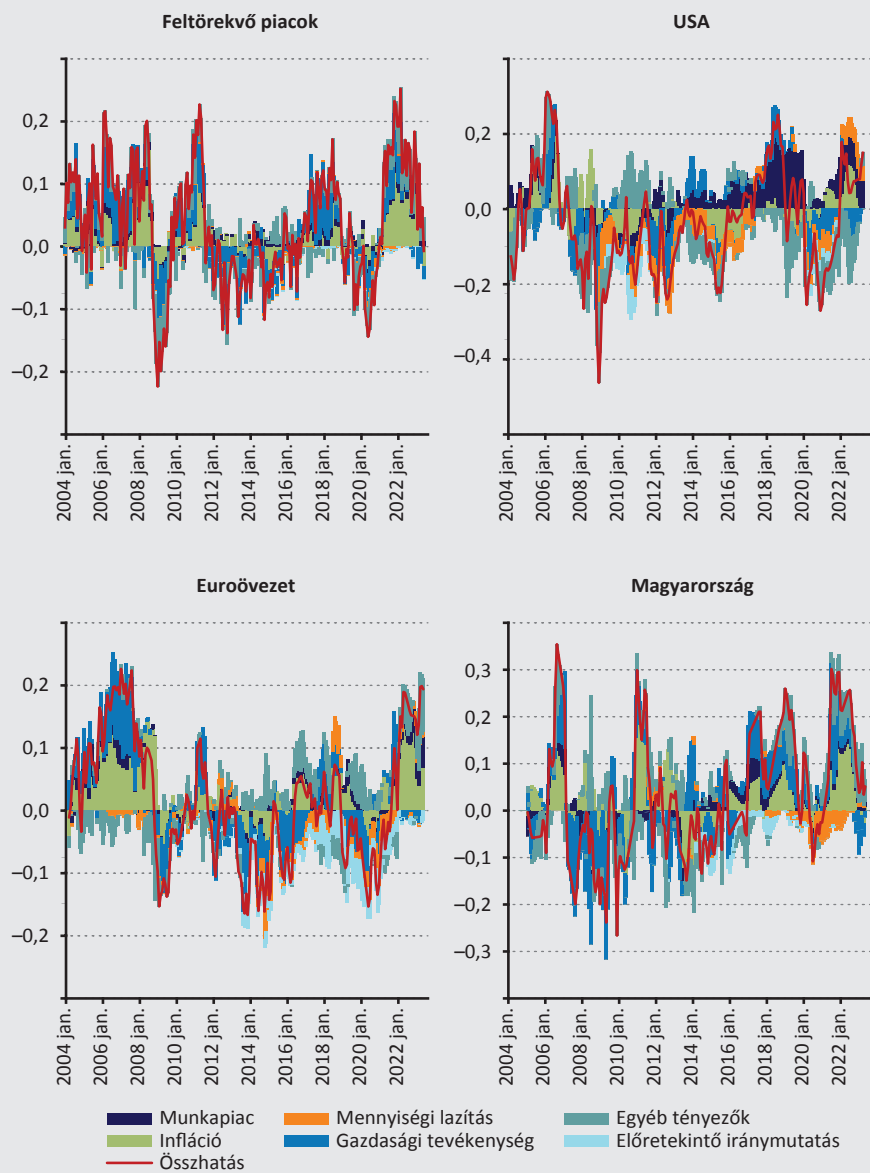 Feltörekvő piacok
0,2
0,1
0,0
–0,1
–0,2
2004 jan.
2006 jan.
2008 jan.
2010 jan.
2012 jan.
2014 jan.
2016 jan.
2018 jan.
2020 jan.
2022 jan.
USA
0,2
0,0
–0,2
–0,4
2004 jan.
2006 jan.
2008 jan.
2010 jan.
2012 jan.
2014 jan.
2016 jan.
2018 jan.
2020 jan.
2022 jan.
Euroövezet
0,2
0,1
0,0
–0,1
–0,2
2004 jan.
2006 jan.
2008 jan.
2010 jan.
2012 jan.
2014 jan.
2016 jan.
2018 jan.
2020 jan.
2022 jan.
Magyarország
0,3
0,2
0,1
0,0
–0,1
–0,2
–0,3
2004 jan.
2006 jan.
2008 jan.
2010 jan.
2012 jan.
2014 jan.
2016 jan.
2018 jan.
2020 jan.
2022 jan.
Munkapiac
Mennyiségi lazítás
Egyéb tényezők
Infláció
Gazdasági tevékenység
Előretekintő iránymutatás
Összhatás